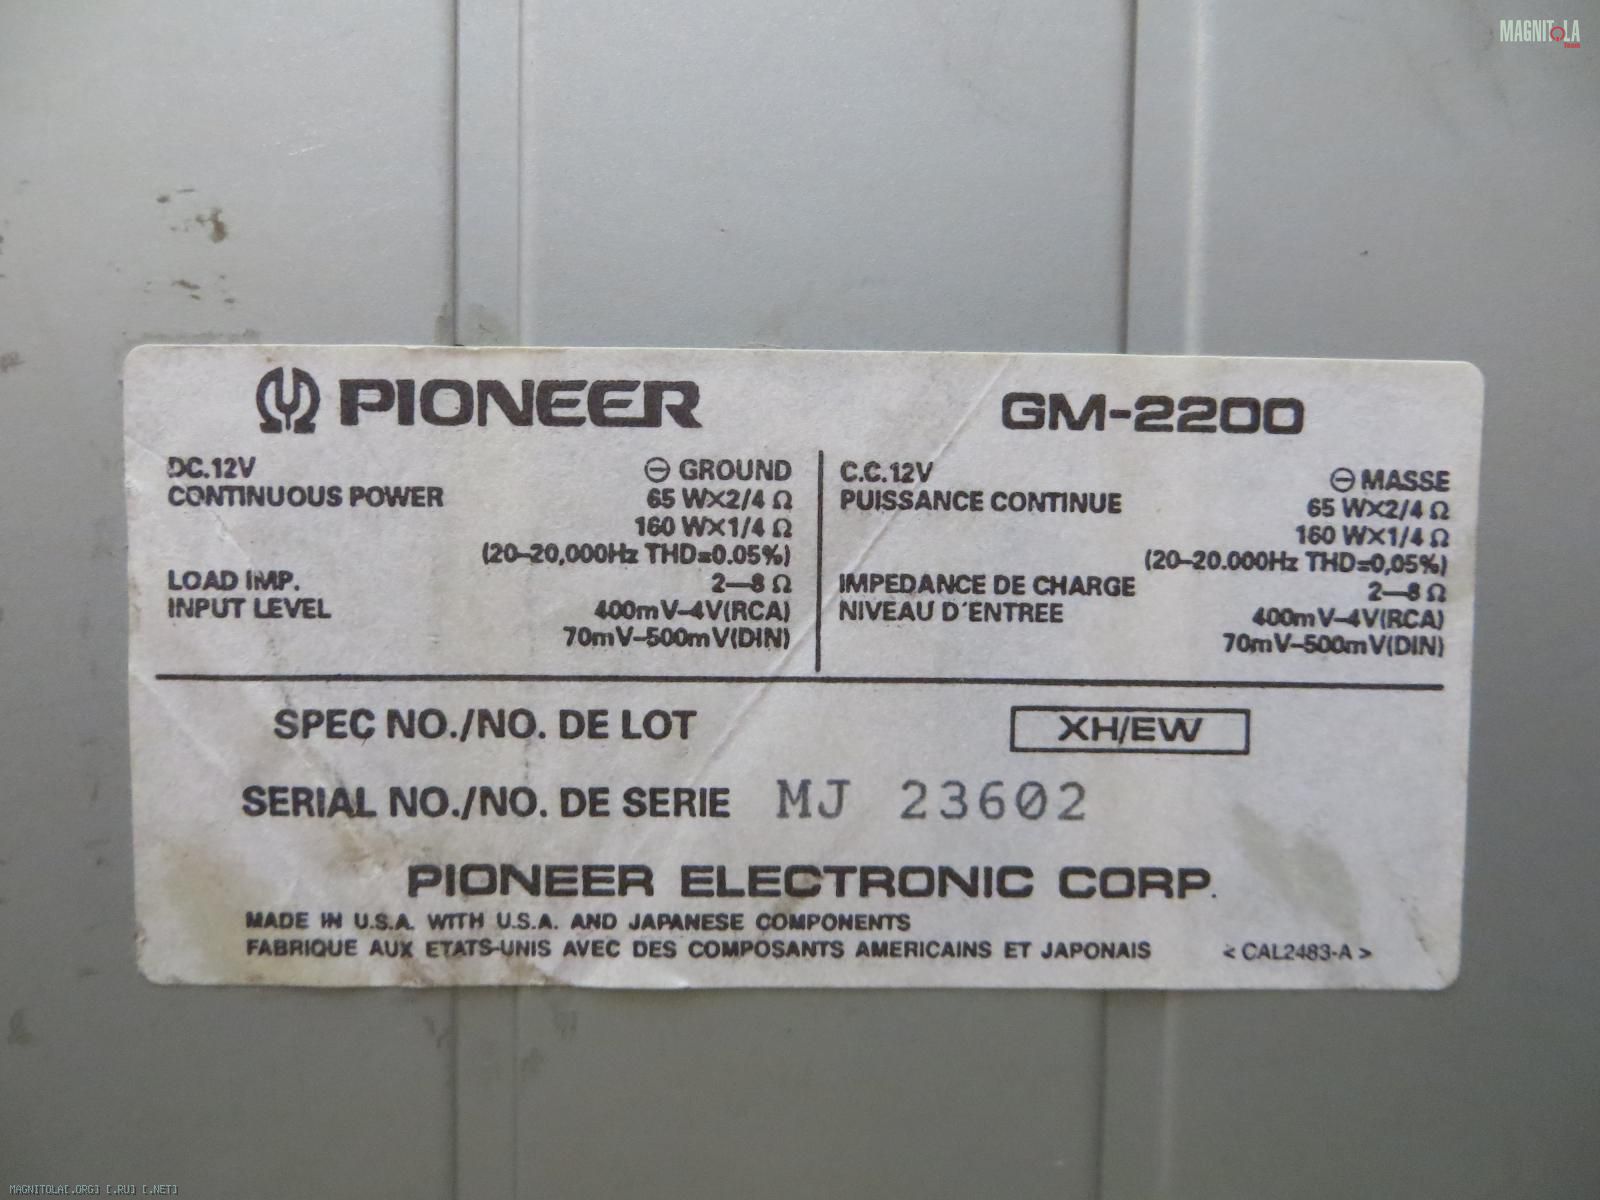 MAGNITOLA
Team
PIONEER
GM-2200
DC.12V ⊖ GROUND
CONTINUOUS POWER 65 W×2/4 Ω
160 W×1/4 Ω
(20–20,000Hz THD=0.05%)
LOAD IMP. 2–8 Ω
INPUT LEVEL 400mV–4V(RCA)
70mV–500mV(DIN)
C.C.12V ⊖ MASSE
PUISSANCE CONTINUE 65 W×2/4 Ω
160 W×1/4 Ω
(20–20.000Hz THD=0,05%)
IMPEDANCE DE CHARGE 2–8 Ω
NIVEAU D'ENTREE 400mV–4V(RCA)
70mV–500mV(DIN)
SPEC NO./NO. DE LOT XH/EW
SERIAL NO./NO. DE SERIE MJ 23602
PIONEER ELECTRONIC CORP.
MADE IN U.S.A. WITH U.S.A. AND JAPANESE COMPONENTS
FABRIQUE AUX ETATS-UNIS AVEC DES COMPOSANTS AMERICAINS ET JAPONAIS <CAL2483-A>
MAGNITOLA[.ORG] [.RU] [.NET]